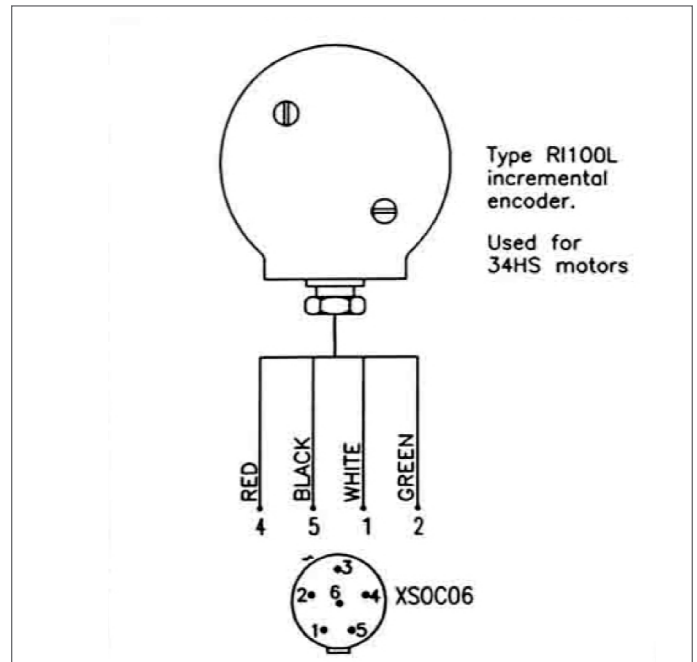 Type RI100L
incremental
encoder.
Used for
34HS motors
RED
BLACK
WHITE
GREEN
4 5 1 2
3
2 6 4
1 5
XSOC06